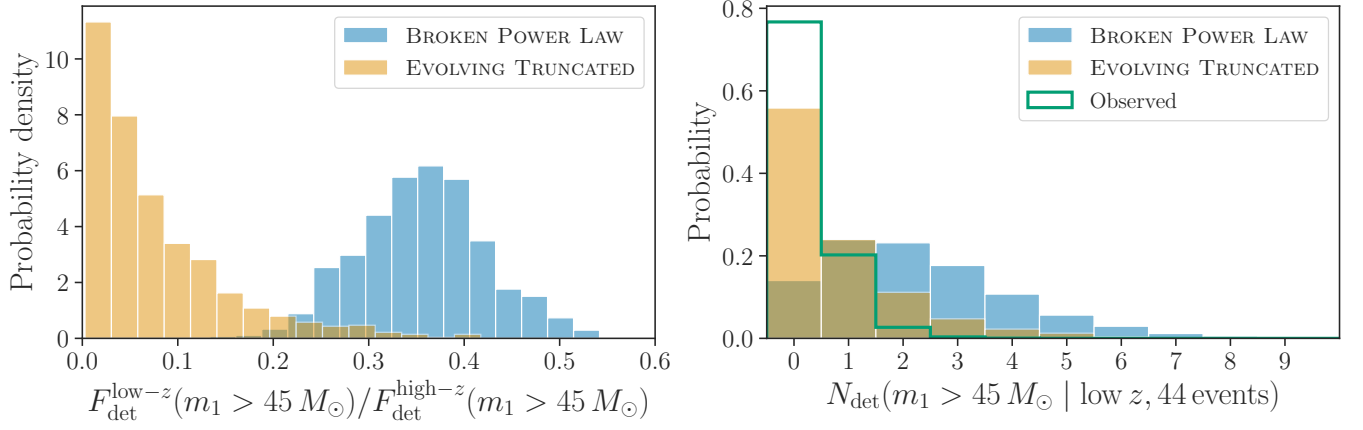 Probability density
10
8
6
4
2
0
0.0 0.1 0.2 0.3 0.4 0.5 0.6
F_det^{low−z}(m_1 > 45 M_⊙)/F_det^{high−z}(m_1 > 45 M_⊙)
BROKEN POWER LAW
EVOLVING TRUNCATED
Probability
0.8
0.6
0.4
0.2
0.0
0 1 2 3 4 5 6 7 8 9
N_det(m_1 > 45 M_⊙ | low z, 44 events)
BROKEN POWER LAW
EVOLVING TRUNCATED
Observed